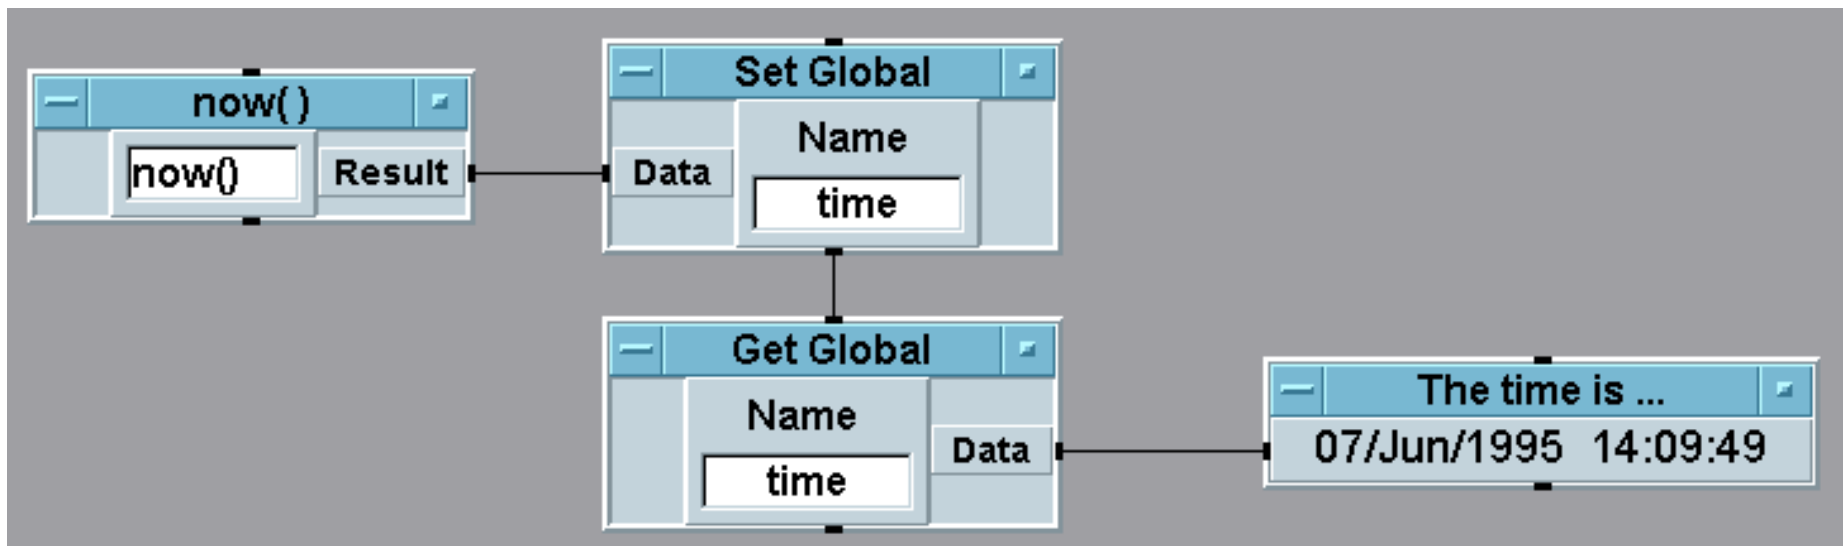 now( )
now()
Result
Set Global
Name
Data
time
Get Global
Name
Data
time
The time is ...
07/Jun/1995 14:09:49